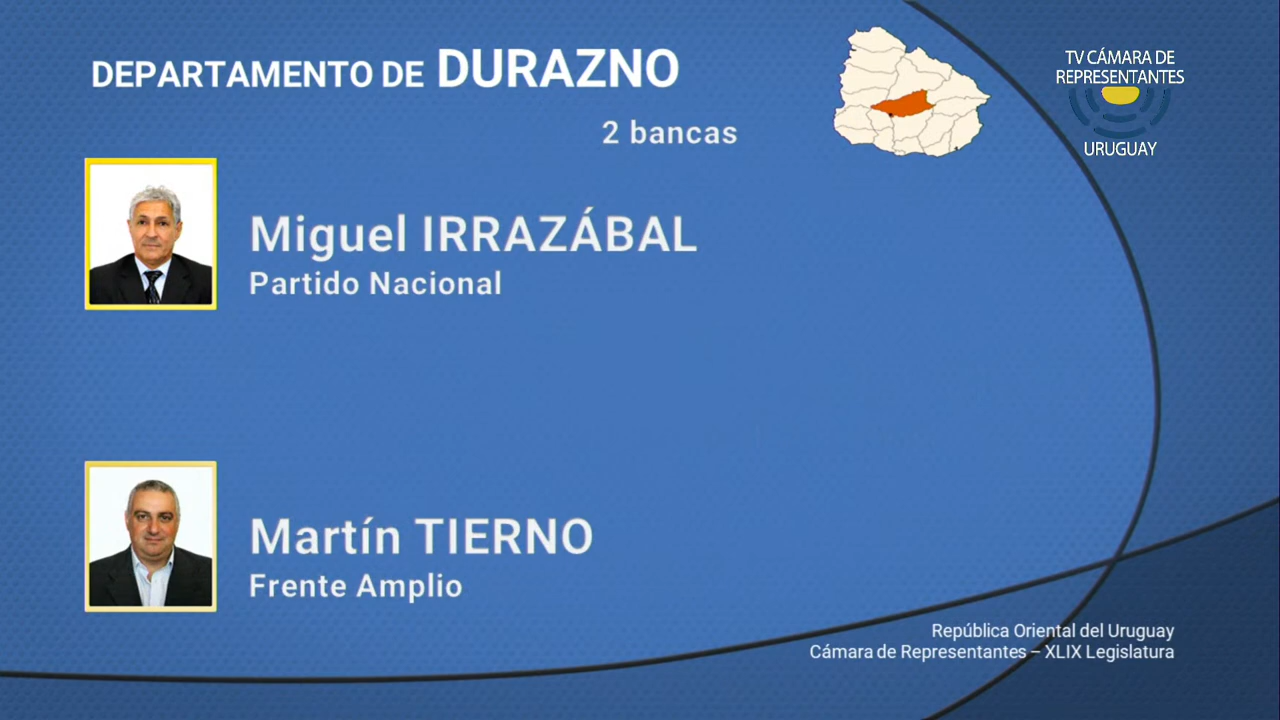 DEPARTAMENTO DE DURAZNO
2 bancas
TV CÁMARA DE
REPRESENTANTES
URUGUAY
Miguel IRRAZÁBAL
Partido Nacional
Martín TIERNO
Frente Amplio
República Oriental del Uruguay
Cámara de Representantes – XLIX Legislatura